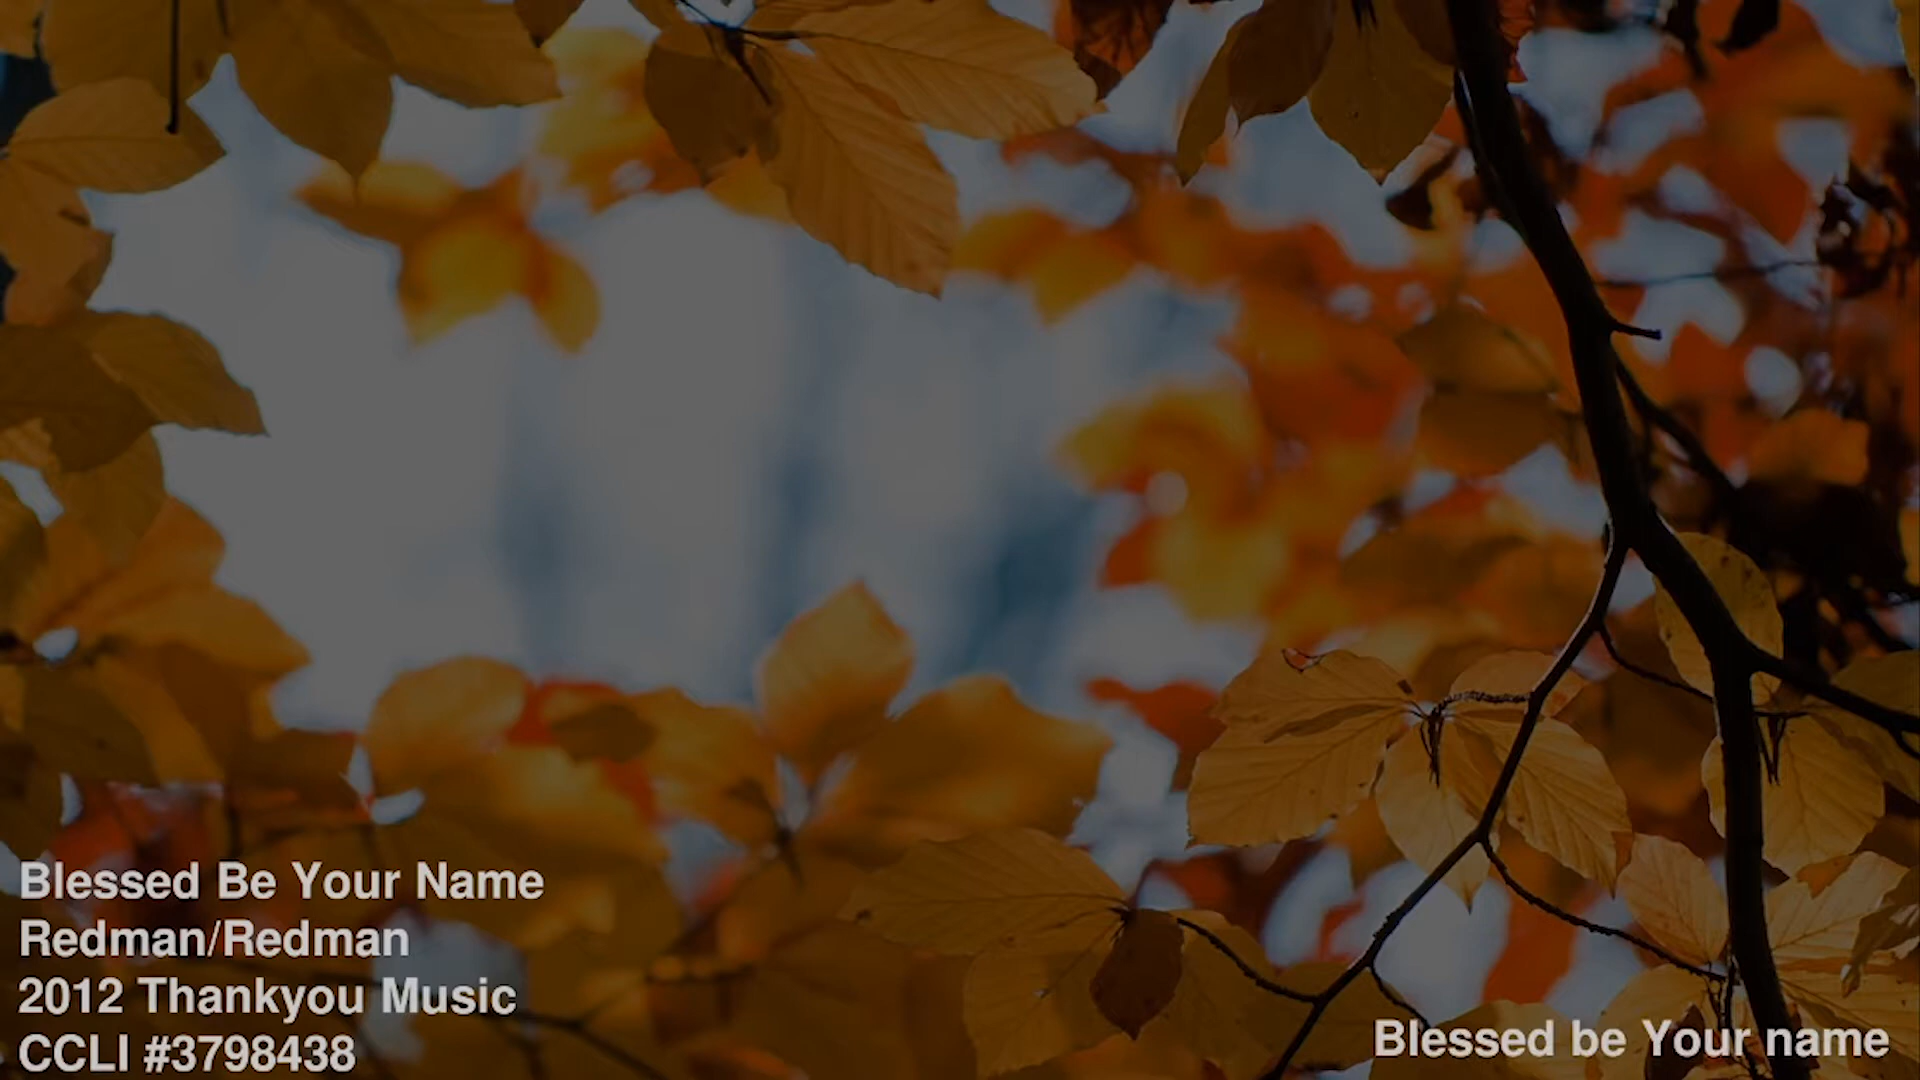 Blessed Be Your Name
Redman/Redman
2012 Thankyou Music
CCLI #3798438
Blessed be Your name